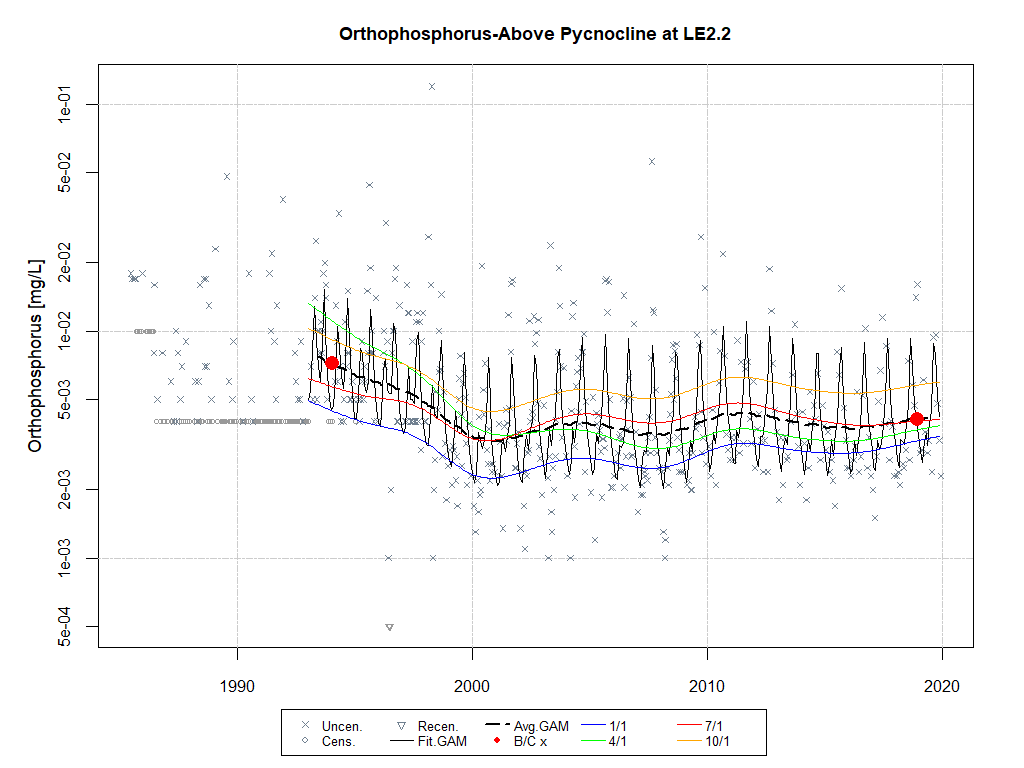 Orthophosphorus-Above Pycnocline at LE2.2
Orthophosphorus [mg/L]
1e-01
5e-02
2e-02
1e-02
5e-03
2e-03
1e-03
5e-04
1990 2000 2010 2020
Uncen. Recen. Avg.GAM 1/1 7/1
Cens. Fit.GAM B/C x 4/1 10/1